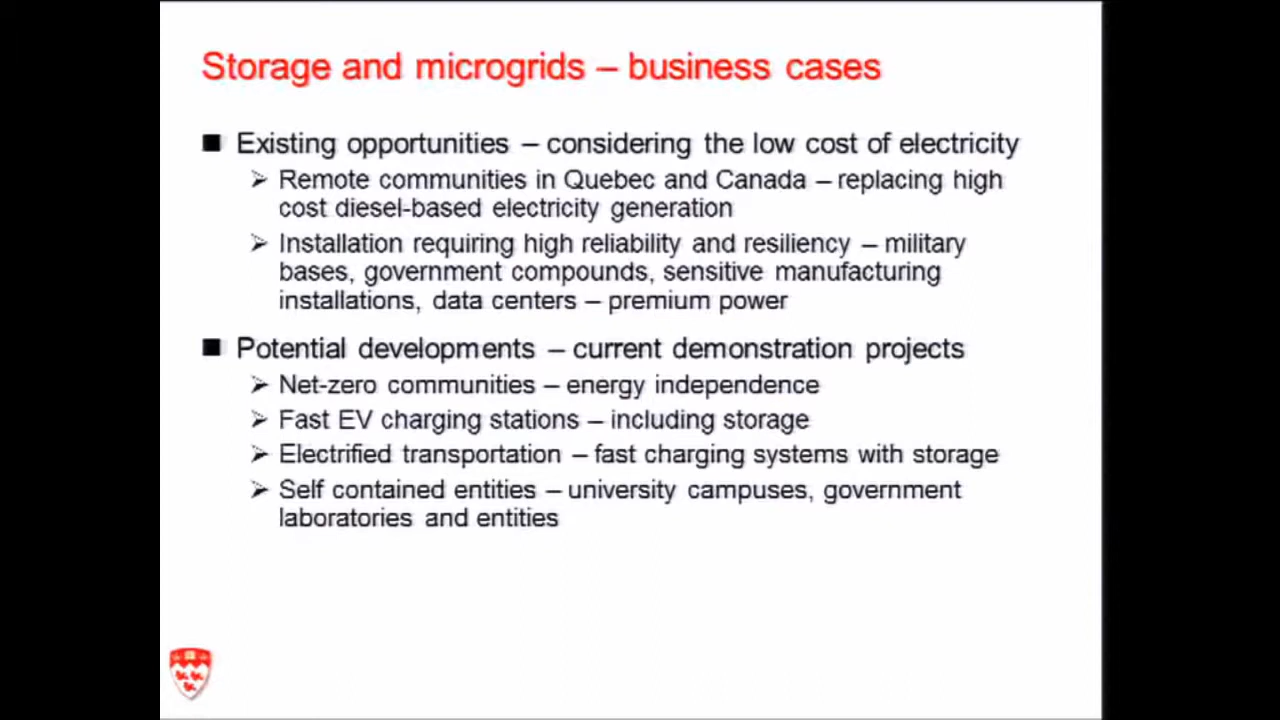 Storage and microgrids – business cases
Existing opportunities – considering the low cost of electricity
Remote communities in Quebec and Canada – replacing high
cost diesel-based electricity generation
Installation requiring high reliability and resiliency – military
bases, government compounds, sensitive manufacturing
installations, data centers – premium power
Potential developments – current demonstration projects
Net-zero communities – energy independence
Fast EV charging stations – including storage
Electrified transportation – fast charging systems with storage
Self contained entities – university campuses, government
laboratories and entities